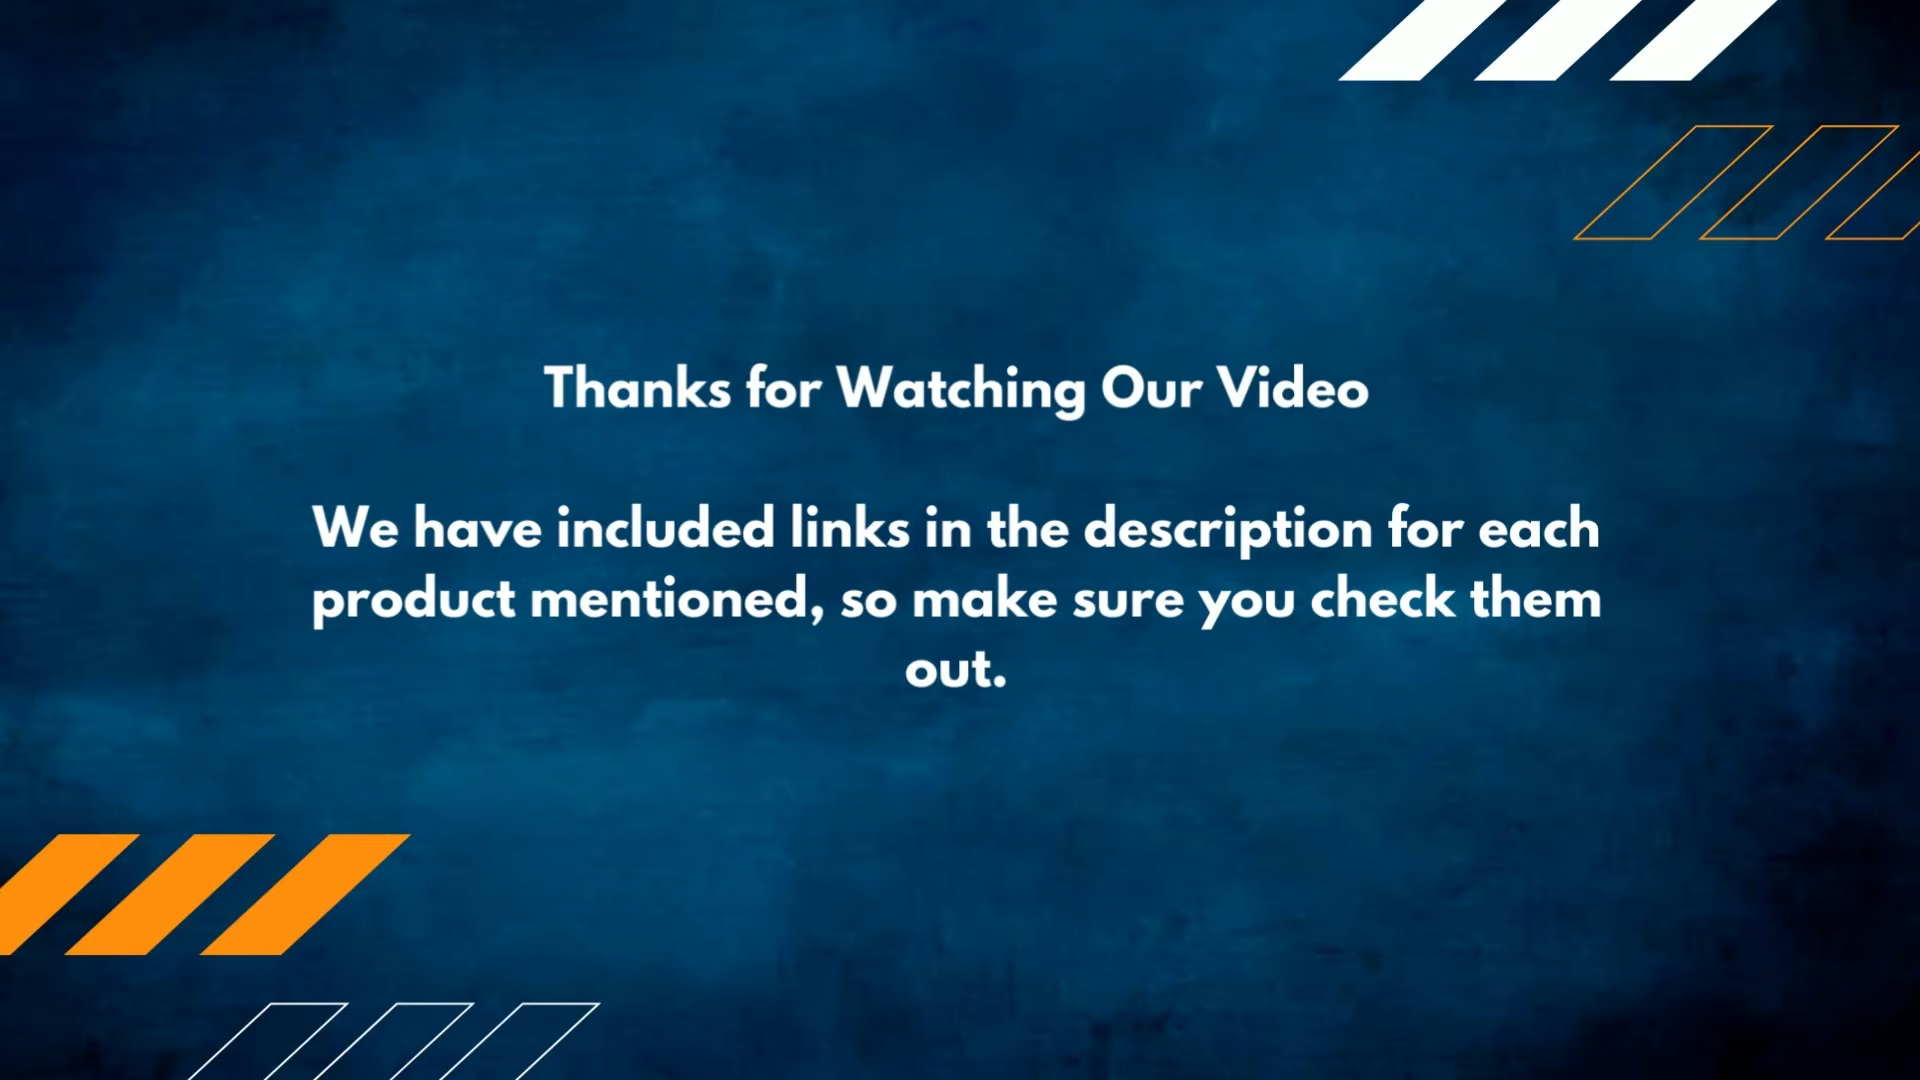 Thanks for Watching Our Video
We have included links in the description for each
product mentioned, so make sure you check them
out.